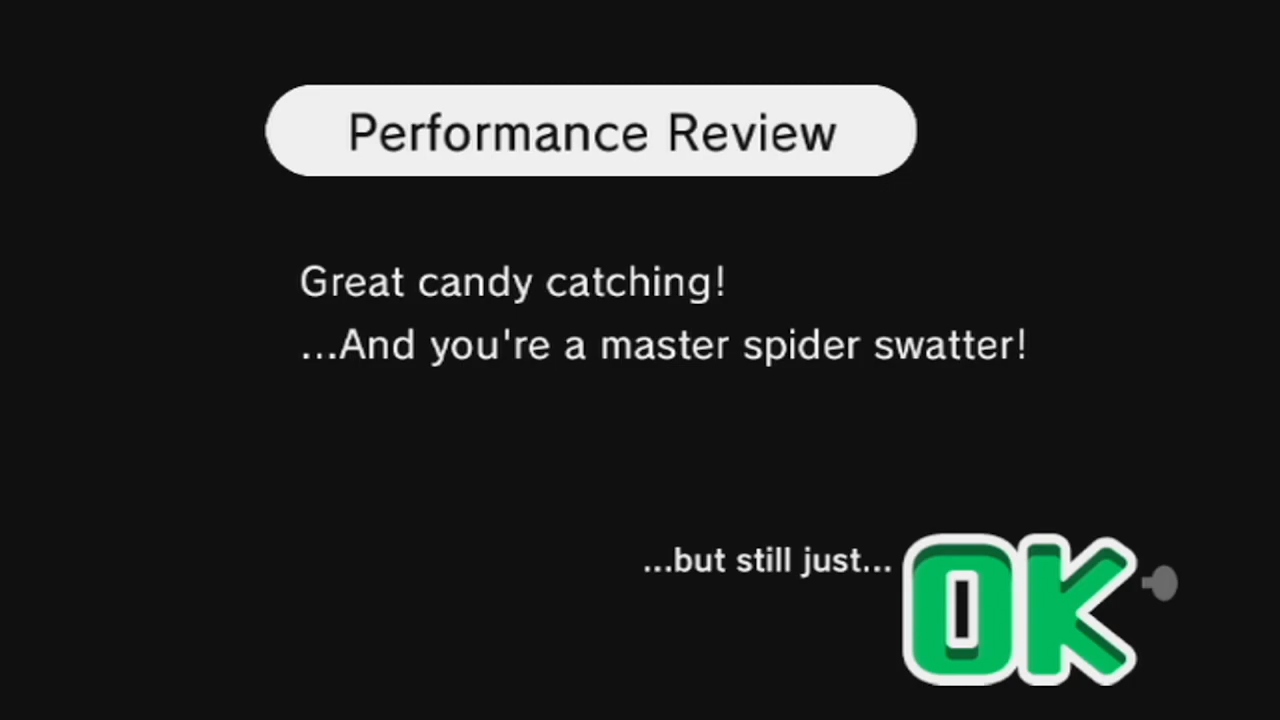 Performance Review
Great candy catching!
...And you're a master spider swatter!
...but still just...
OK